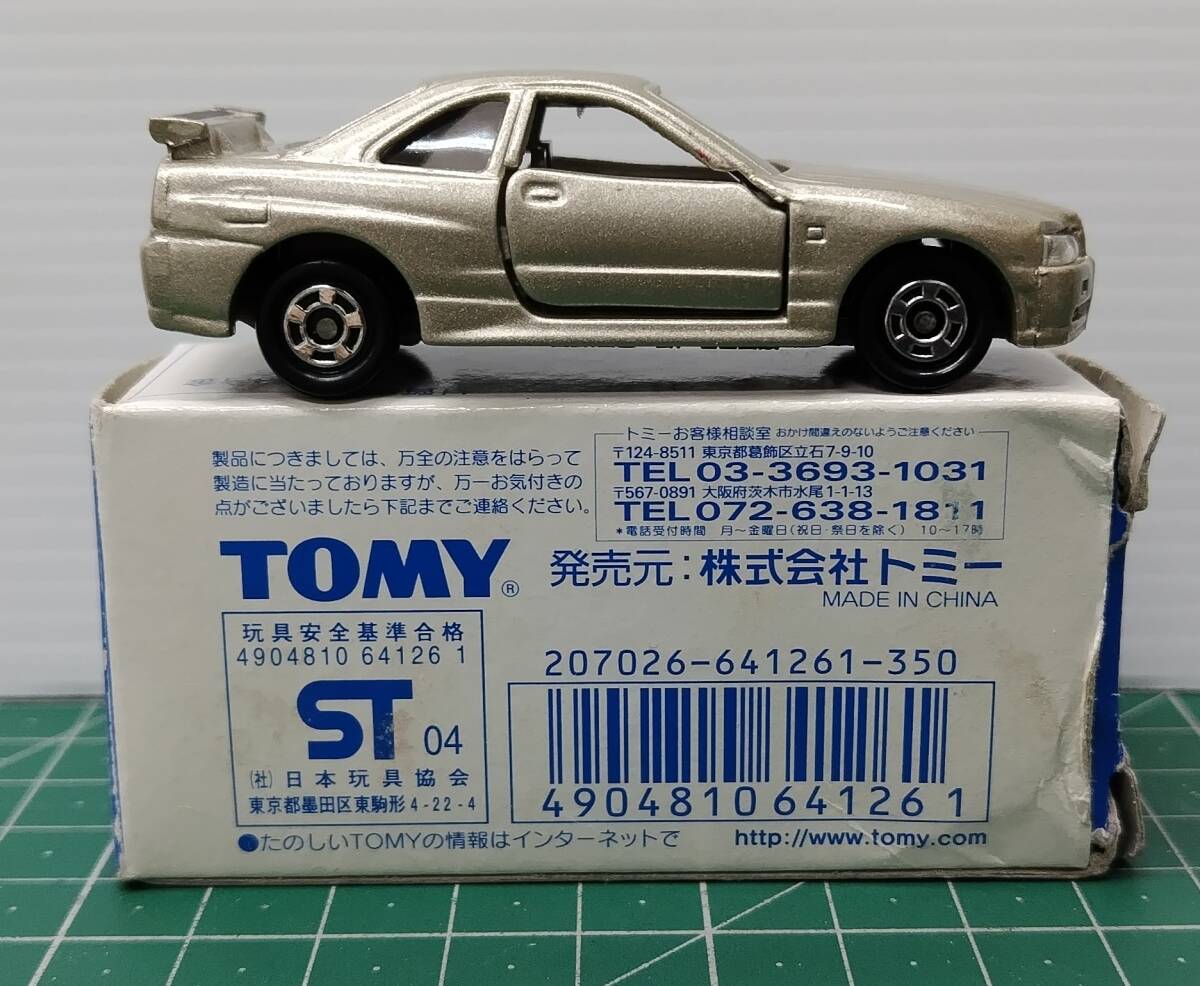 製品につきましては、万全の注意をはらって
製造に当たっておりますが、万一お気付きの
点がございましたら下記までご連絡ください。
トミーお客様相談室 おかけ間違えのないようご注意ください
〒124-8511 東京都葛飾区立石7-9-10
TEL03-3693-1031
〒567-0891 大阪府茨木市水尾1-1-13
TEL072-638-1811
*電話受付時間 月〜金曜日(祝日・祭日を除く) 10〜17時
TOMY® 発売元:株式会社トミー
MADE IN CHINA
玩具安全基準合格
4904810 64126 1
ST 04
(社)日本玩具協会
東京都墨田区東駒形4-22-4
207026-641261-350
4904810641261
●たのしいTOMYの情報はインターネットで http://www.tomy.com